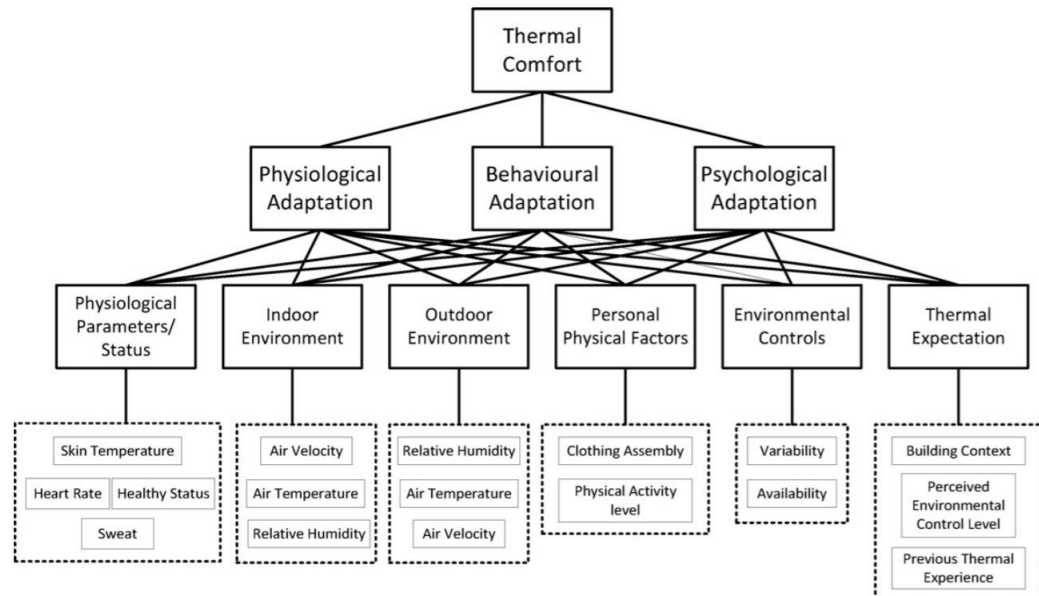 Thermal
Comfort
Physiological
Adaptation
Behavioural
Adaptation
Psychological
Adaptation
Physiological
Parameters/
Status
Indoor
Environment
Outdoor
Environment
Personal
Physical Factors
Environmental
Controls
Thermal
Expectation
Skin Temperature
Heart Rate
Healthy Status
Sweat
Air Velocity
Air Temperature
Relative Humidity
Relative Humidity
Air Temperature
Air Velocity
Clothing Assembly
Physical Activity
level
Variability
Availability
Building Context
Perceived
Environmental
Control Level
Previous Thermal
Experience